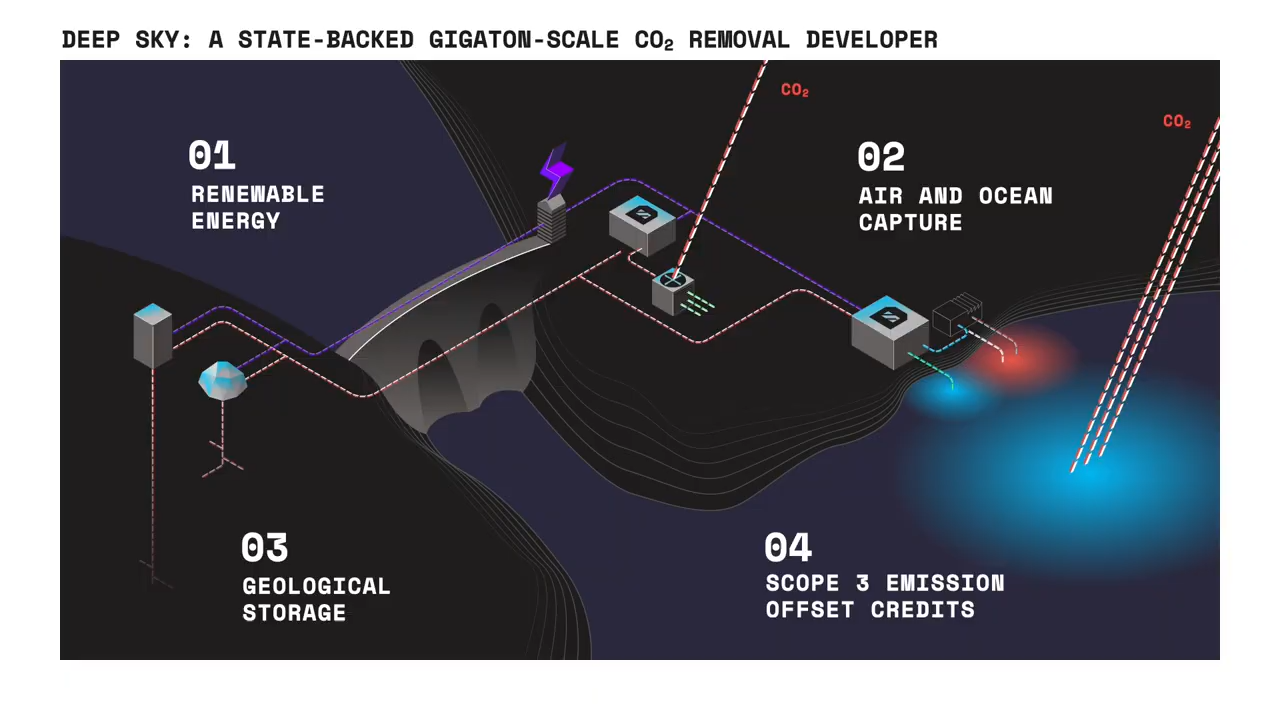 DEEP SKY: A STATE-BACKED GIGATON-SCALE CO₂ REMOVAL DEVELOPER
CO₂
CO₂
01
RENEWABLE
ENERGY
02
AIR AND OCEAN
CAPTURE
03
GEOLOGICAL
STORAGE
04
SCOPE 3 EMISSION
OFFSET CREDITS